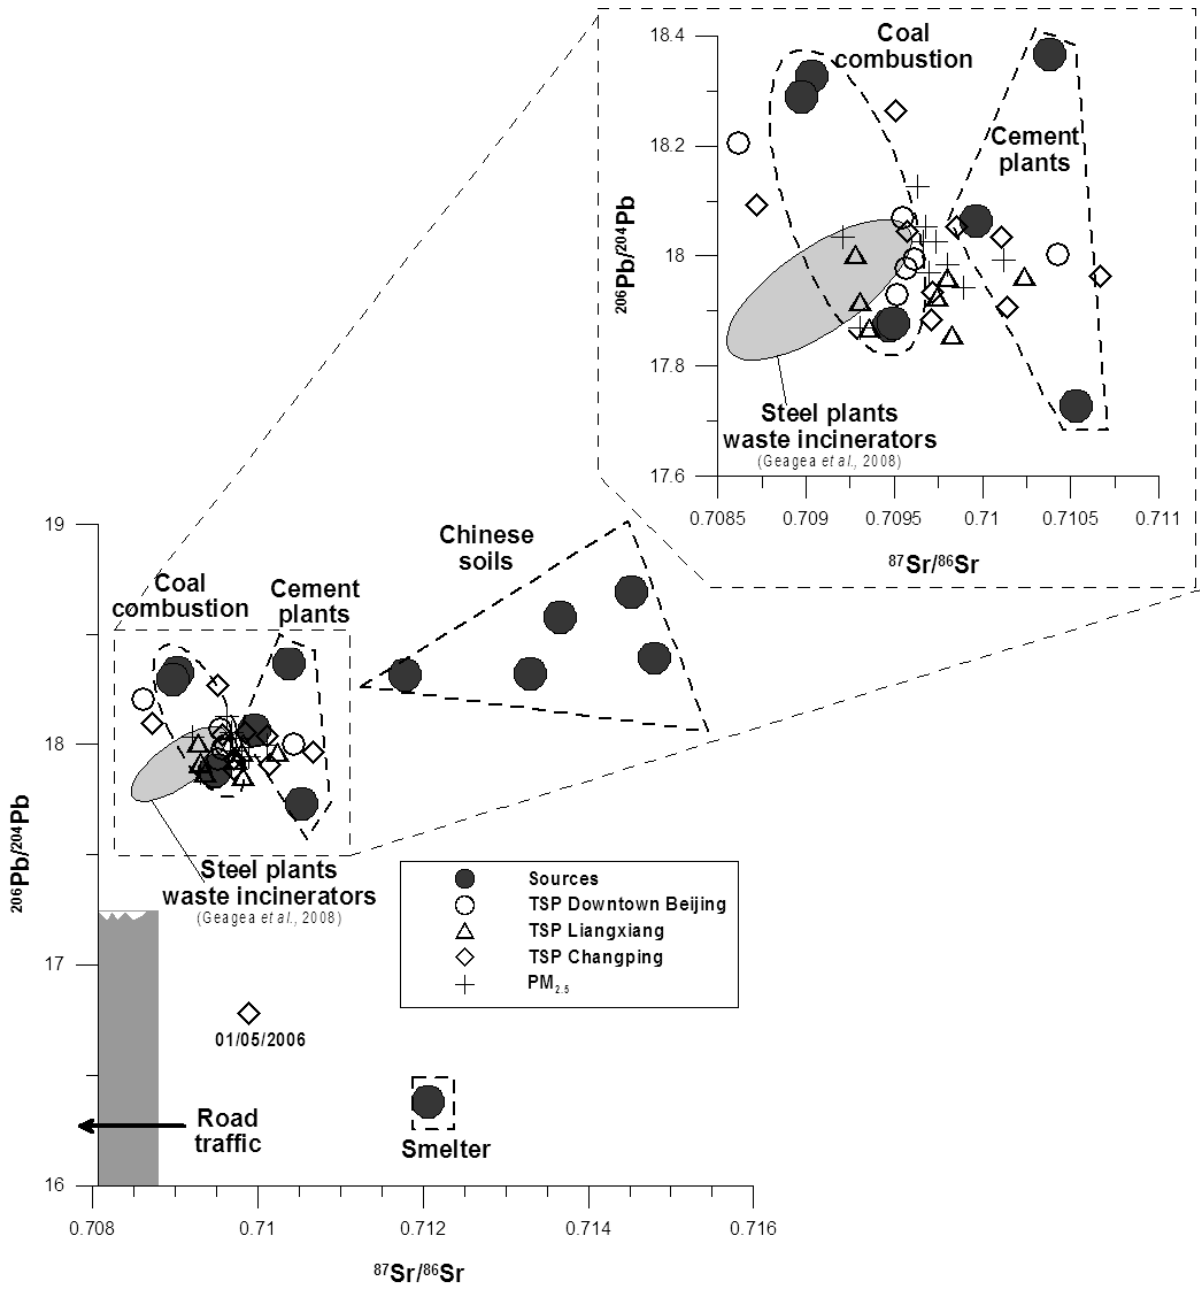 Coal
combustion
Cement
plants
18.4
18.2
18
17.8
17.6
206Pb/204Pb
Steel plants
waste incinerators
(Geagea et al., 2008)
0.7085
0.709
0.7095
0.71
0.7105
0.711
87Sr/86Sr
Chinese
soils
Coal
combustion
Cement
plants
19
18
17
16
206Pb/204Pb
Steel plants
waste incinerators
(Geagea et al., 2008)
Sources
TSP Downtown Beijing
TSP Liangxiang
TSP Changping
PM2.5
01/05/2006
Road
traffic
Smelter
0.708
0.71
0.712
0.714
0.716
87Sr/86Sr